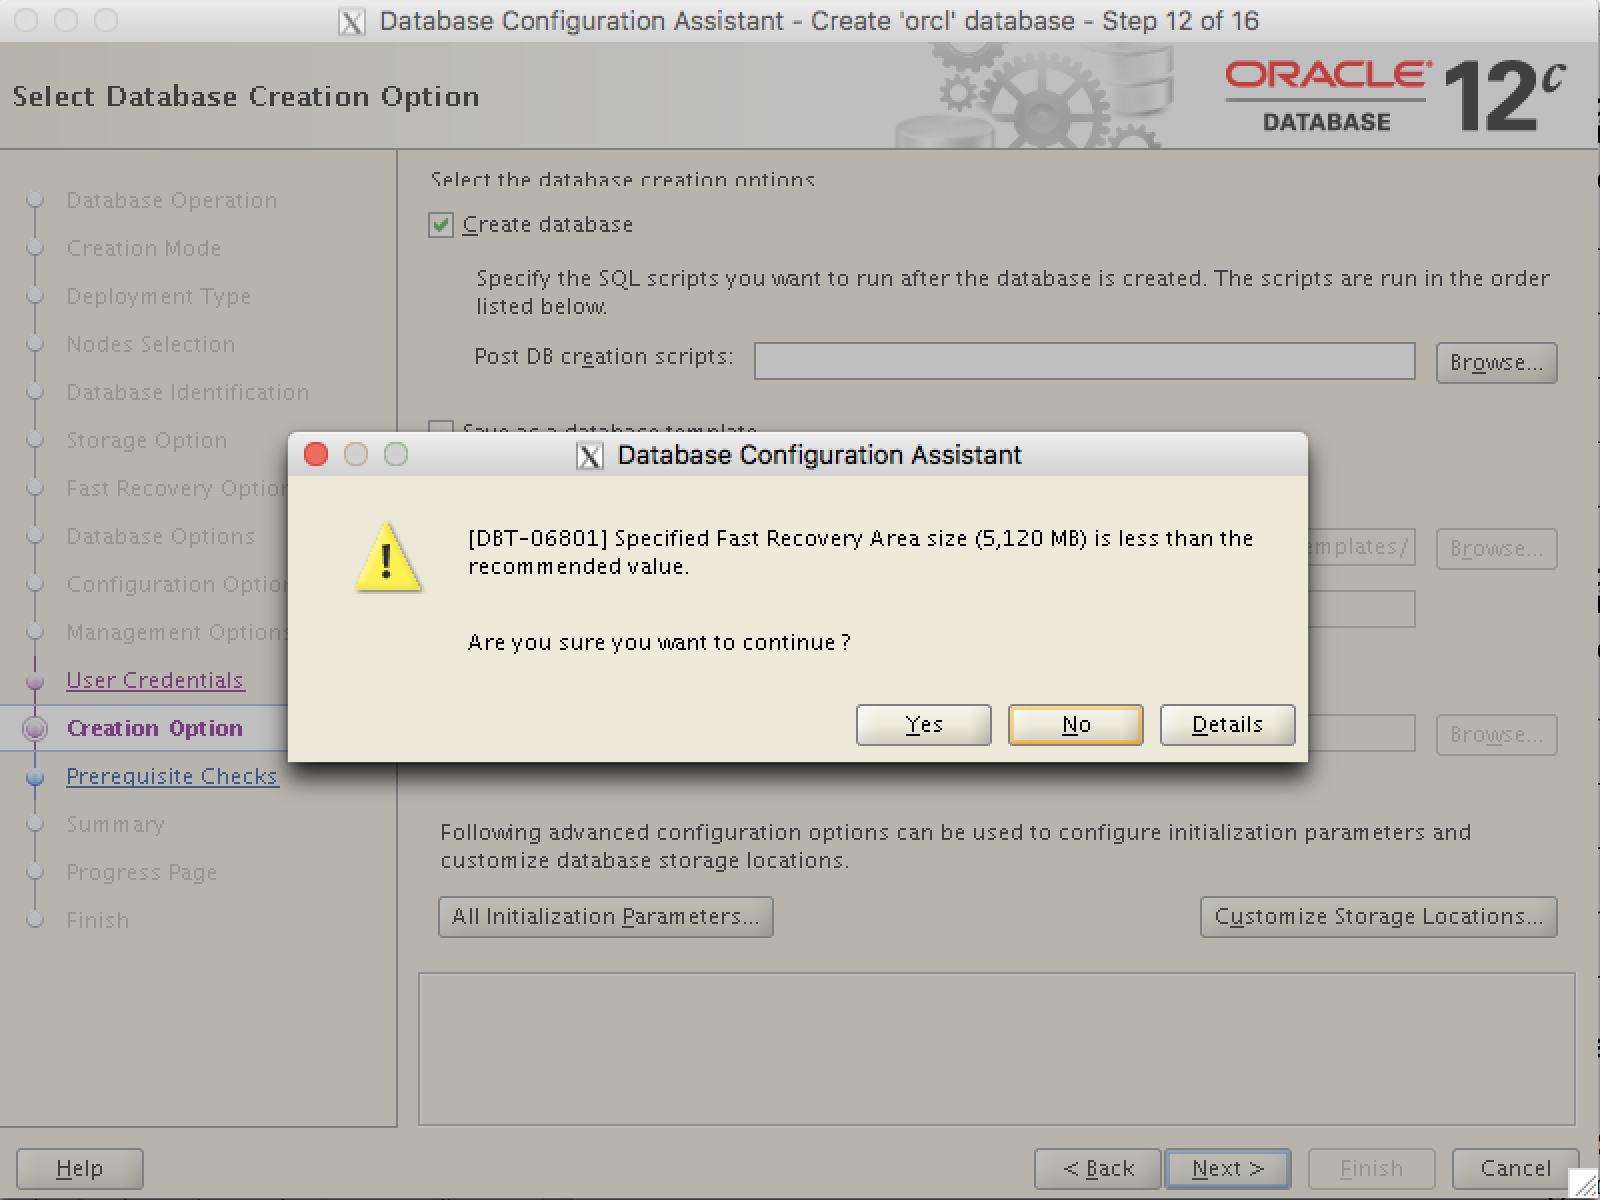 Database Configuration Assistant - Create 'orcl' database - Step 12 of 16
Select Database Creation Option
ORACLE
DATABASE
12c
Database Operation
Creation Mode
Deployment Type
Nodes Selection
Database Identification
Storage Option
Fast Recovery Option
Database Options
Configuration Option
Management Options
User Credentials
Creation Option
Prerequisite Checks
Summary
Progress Page
Finish
Select the database creation options
Create database
Specify the SQL scripts you want to run after the database is created. The scripts are run in the order
listed below.
Post DB creation scripts:
Browse...
Save as a database template
Database Configuration Assistant
[DBT-06801] Specified Fast Recovery Area size (5,120 MB) is less than the
recommended value.
Are you sure you want to continue ?
Yes
No
Details
emplates/
Browse...
Browse...
Following advanced configuration options can be used to configure initialization parameters and
customize database storage locations.
All Initialization Parameters...
Customize Storage Locations...
Help
< Back
Next >
Finish
Cancel